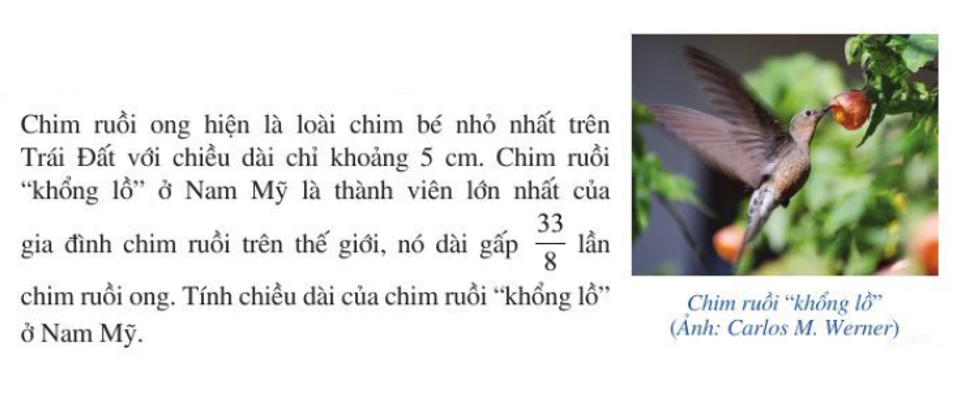 Chim ruồi ong hiện là loài chim bé nhỏ nhất trên
Trái Đất với chiều dài chỉ khoảng 5 cm. Chim ruồi
“khổng lồ” ở Nam Mỹ là thành viên lớn nhất của
gia đình chim ruồi trên thế giới, nó dài gấp 33/8 lần
chim ruồi ong. Tính chiều dài của chim ruồi “khổng lồ”
ở Nam Mỹ.
Chim ruồi “khổng lồ”
(Ảnh: Carlos M. Werner)